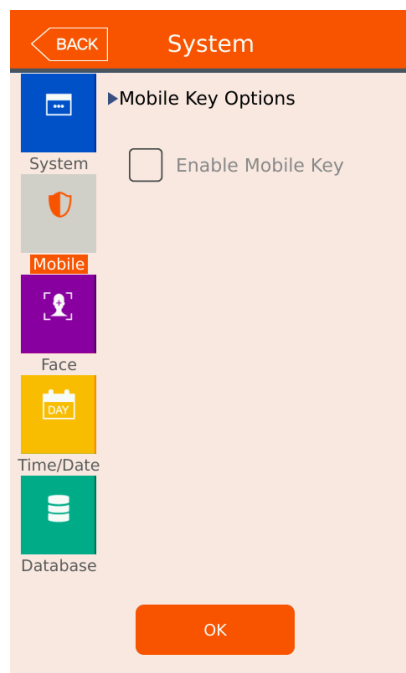 BACK
System
Mobile Key Options
System
Enable Mobile Key
Mobile
Face
DAY
Time/Date
Database
OK